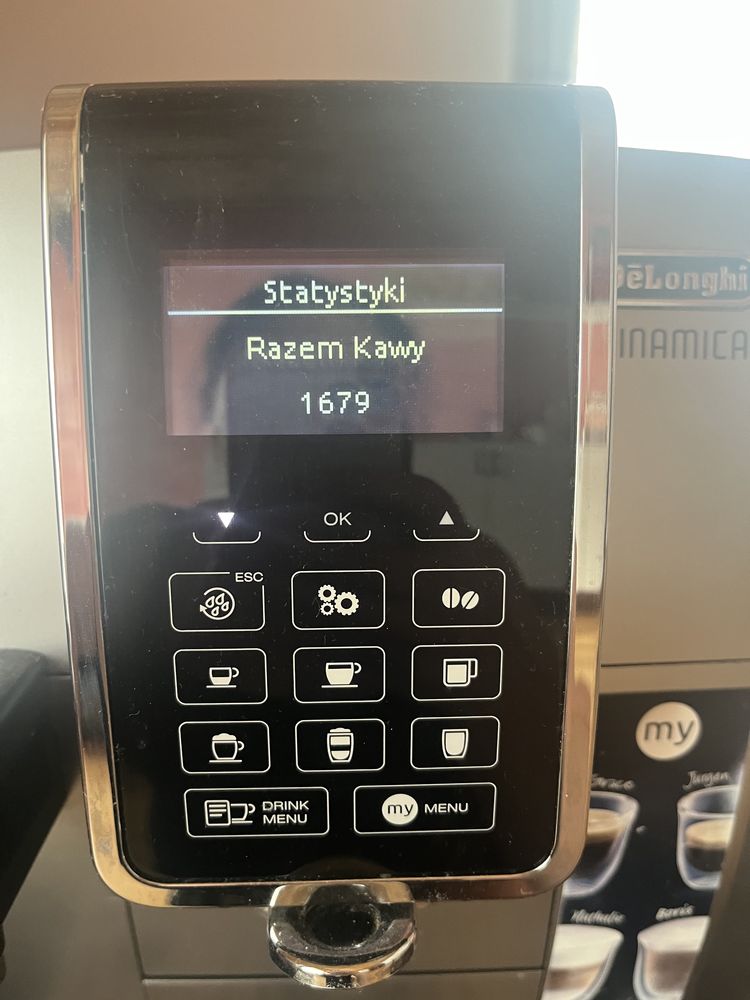 Statystyki
Razem Kawy
1679
OK
ESC
DRINK
MENU
my MENU
DeLonghi
INAMICA
my